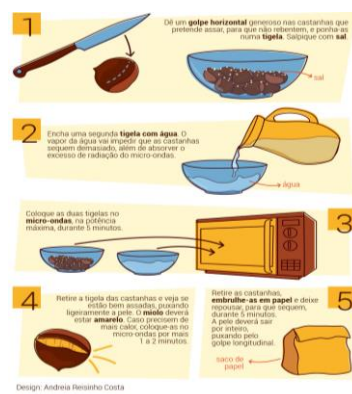 1
Dê um golpe horizontal generoso nas castanhas que
pretende assar, para que não rebentem, e ponha-as
numa tigela. Salpique com sal.
sal
2
Encha uma segunda tigela com água. O
vapor da água vai impedir que as castanhas
sequem demasiado, além de absorver o
excesso de radiação do micro-ondas.
água
3
Coloque as duas tigelas no
micro-ondas, na potência
máxima, durante 5 minutos.
4
Retire a tigela das castanhas e veja se
estão bem assadas, puxando
ligeiramente a pele. O miolo deverá
estar amarelo. Caso precisem de
mais calor, coloque-as no
micro-ondas por mais
1 a 2 minutos.
5
Retire as castanhas,
embrulhe-as em papel e deixe
repousar, para que sequem,
durante 5 minutos.
A pele deverá sair
por inteiro,
puxando pelo
golpe longitudinal.
saco de
papel
Design: Andreia Reisinho Costa